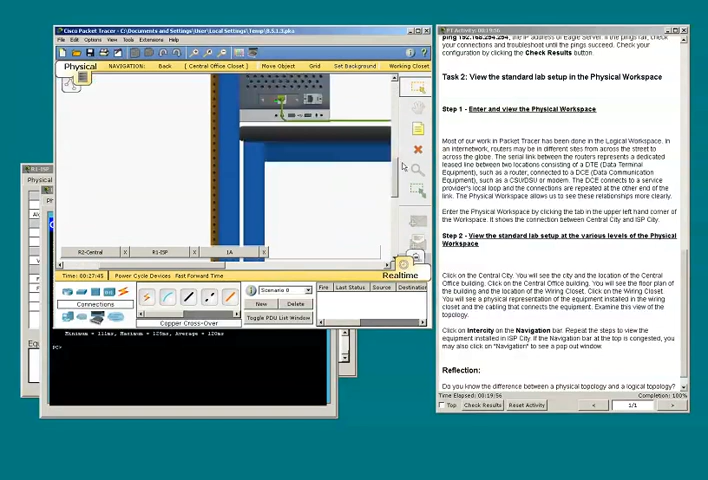 Cisco Packet Tracer - C:\Documents and Settings\User\Local Settings\Temp\8.5.1.3.pka
File Edit Options View Tools Extensions Help
Physical NAVIGATION: Back [ Central Office Closet ] Move Object Grid Set Background Working Closet
R2-Central X R1-ISP X 1A X
Time: 00:27:45 Power Cycle Devices Fast Forward Time
Realtime
Connections
Copper Cross-Over
Scenario 0
New Delete
Toggle PDU List Window
Fire Last Status Source Destination
R1-ISP
Physical
Minimum = 111ms, Maximum = 125ms, Average = 120ms
PC>
PT Activity: 00:19:56
ping 192.168.254.254, the IP address of Eagle Server. If the pings fail, check
your connections and troubleshoot until the pings succeed. Check your
configuration by clicking the Check Results button.
Task 2: View the standard lab setup in the Physical Workspace
Step 1 - Enter and view the Physical Workspace
Most of our work in Packet Tracer has been done in the Logical Workspace. In
an internetwork, routers may be in different sites from across the street to
across the globe. The serial link between the routers represents a dedicated
leased line between two locations consisting of a DTE (Data Terminal
Equipment), such as a router, connected to a DCE (Data Communication
Equipment), such as a CSU/DSU or modem. The DCE connects to a service
provider's local loop and the connections are repeated at the other end of the
link. The Physical Workspace allows us to see these relationships more clearly.
Enter the Physical Workspace by clicking the tab in the upper left hand corner of
the Workspace. It shows the connection between Central City and ISP City.
Step 2 - View the standard lab setup at the various levels of the Physical
Workspace
Click on the Central City. You will see the city and the location of the Central
Office building. Click on the Central Office building. You will see the floor plan of
the building and the location of the Wiring Closet. Click on the Wiring Closet.
You will see a physical representation of the equipment installed in the wiring
closet and the cabling that connects the equipment. Examine this view of the
topology.
Click on Intercity on the Navigation bar. Repeat the steps to view the
equipment installed in ISP City. If the Navigation bar at the top is congested, you
may also click on "Navigation" to see a pop out window.
Reflection:
Do you know the difference between a physical topology and a logical topology?
Time Elapsed: 00:19:56 Completion: 100%
Top Check Results Reset Activity < 1/1 >